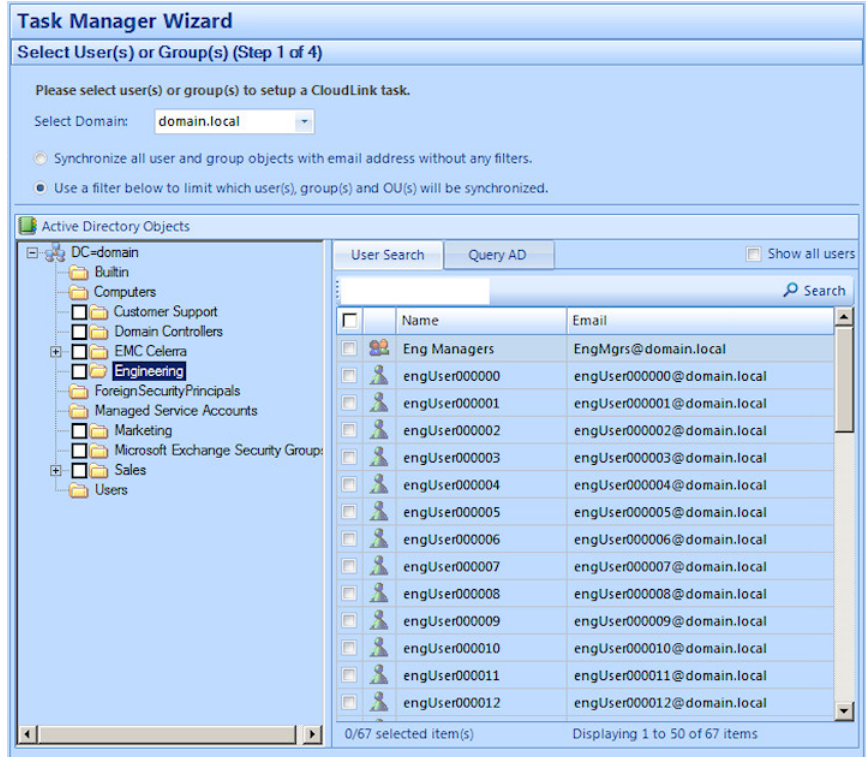 Task Manager Wizard
Select User(s) or Group(s) (Step 1 of 4)
Please select user(s) or group(s) to setup a CloudLink task.
Select Domain: domain.local
Synchronize all user and group objects with email address without any filters.
Use a filter below to limit which user(s), group(s) and OU(s) will be synchronized.
Active Directory Objects
DC=domain
Builtin
Computers
Customer Support
Domain Controllers
EMC Celerra
Engineering
ForeignSecurityPrincipals
Managed Service Accounts
Marketing
Microsoft Exchange Security Groups
Sales
Users
User Search Query AD Show all users
Search
Name Email
Eng Managers EngMgrs@domain.local
engUser000000 engUser000000@domain.local
engUser000001 engUser000001@domain.local
engUser000002 engUser000002@domain.local
engUser000003 engUser000003@domain.local
engUser000004 engUser000004@domain.local
engUser000005 engUser000005@domain.local
engUser000006 engUser000006@domain.local
engUser000007 engUser000007@domain.local
engUser000008 engUser000008@domain.local
engUser000009 engUser000009@domain.local
engUser000010 engUser000010@domain.local
engUser000011 engUser000011@domain.local
engUser000012 engUser000012@domain.local
0/67 selected item(s) Displaying 1 to 50 of 67 items